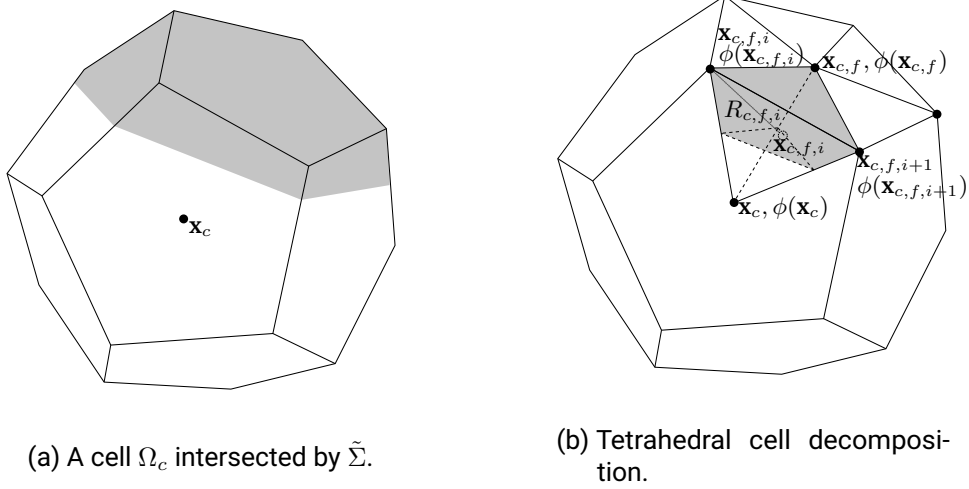 𝐱_c
(a) A cell Ω_c intersected by Σ̃.
𝐱_{c,f,i}
ϕ(𝐱_{c,f,i})
𝐱_{c,f}, ϕ(𝐱_{c,f})
R_{c,f,i}
𝐱_{c,f,i}
𝐱_{c,f,i+1}
ϕ(𝐱_{c,f,i+1})
𝐱_c, ϕ(𝐱_c)
(b) Tetrahedral cell decomposi-
tion.